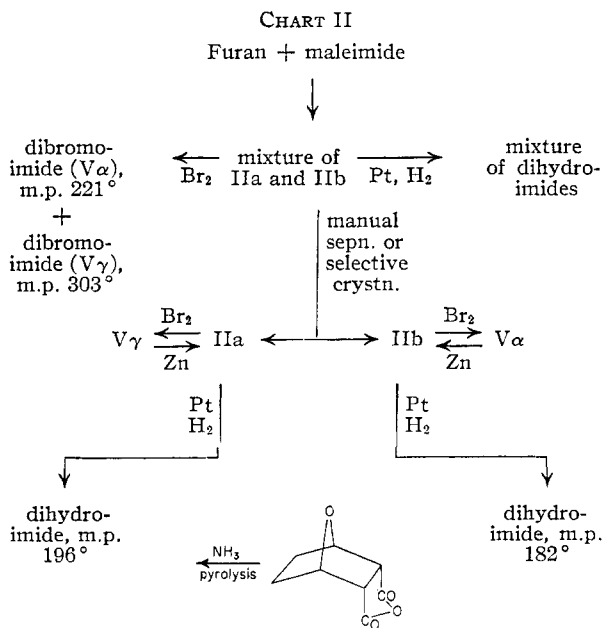 CHART II
Furan + maleimide
dibromo-
imide (Vα),
m.p. 221°
+
dibromo-
imide (Vγ),
m.p. 303°
Br₂
mixture of
IIa and IIb
Pt, H₂
mixture
of dihydro-
imides
manual
sepn. or
selective
crystn.
Vγ
Br₂
Zn
IIa
IIb
Br₂
Zn
Vα
Pt
H₂
Pt
H₂
dihydro-
imide, m.p.
196°
NH₃
pyrolysis
O
CO
O
CO
dihydro-
imide, m.p.
182°